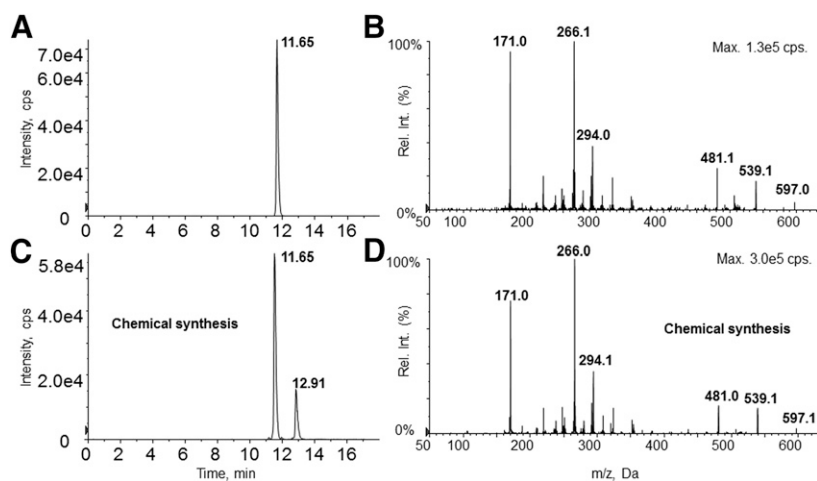 A
Intensity, cps
7.0e4
6.0e4
4.0e4
2.0e4
0
11.65
0 2 4 6 8 10 12 14 16
B
Rel. Int. (%)
100%
0%
171.0
266.1
294.0
481.1
539.1
597.0
Max. 1.3e5 cps.
50 100 200 300 400 500 600
C
Intensity, cps
5.8e4
4.0e4
2.0e4
0
11.65
12.91
Chemical synthesis
0 2 4 6 8 10 12 14 16
Time, min
D
Rel. Int. (%)
100%
0%
171.0
266.0
294.1
481.0
539.1
597.1
Max. 3.0e5 cps.
Chemical synthesis
50 100 200 300 400 500 600
m/z, Da